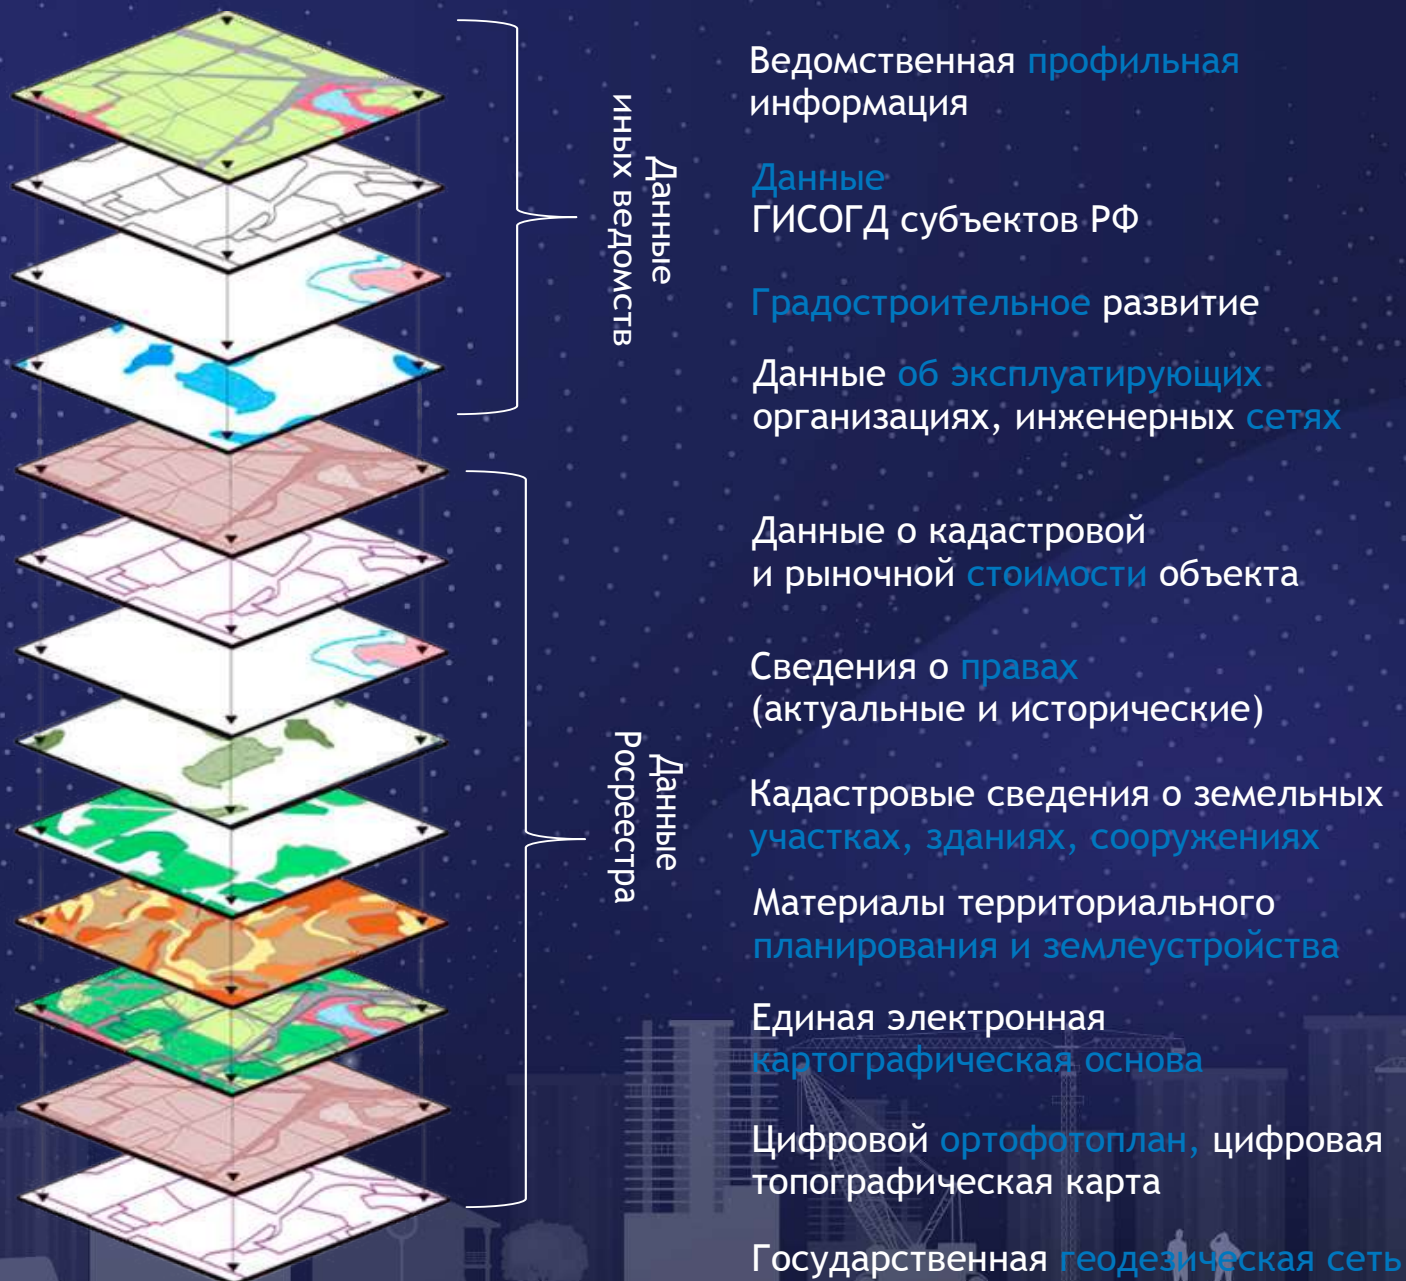 Ведомственная профильная
информация
Данные
ГИСОГД субъектов РФ
Градостроительное развитие
Данные об эксплуатирующих
организациях, инженерных сетях
Данные
иных ведомств
Данные о кадастровой
и рыночной стоимости объекта
Сведения о правах
(актуальные и исторические)
Кадастровые сведения о земельных
участках, зданиях, сооружениях
Материалы территориального
планирования и землеустройства
Единая электронная
картографическая основа
Цифровой ортофотоплан, цифровая
топографическая карта
Государственная геодезическая сеть
Данные
Росреестра